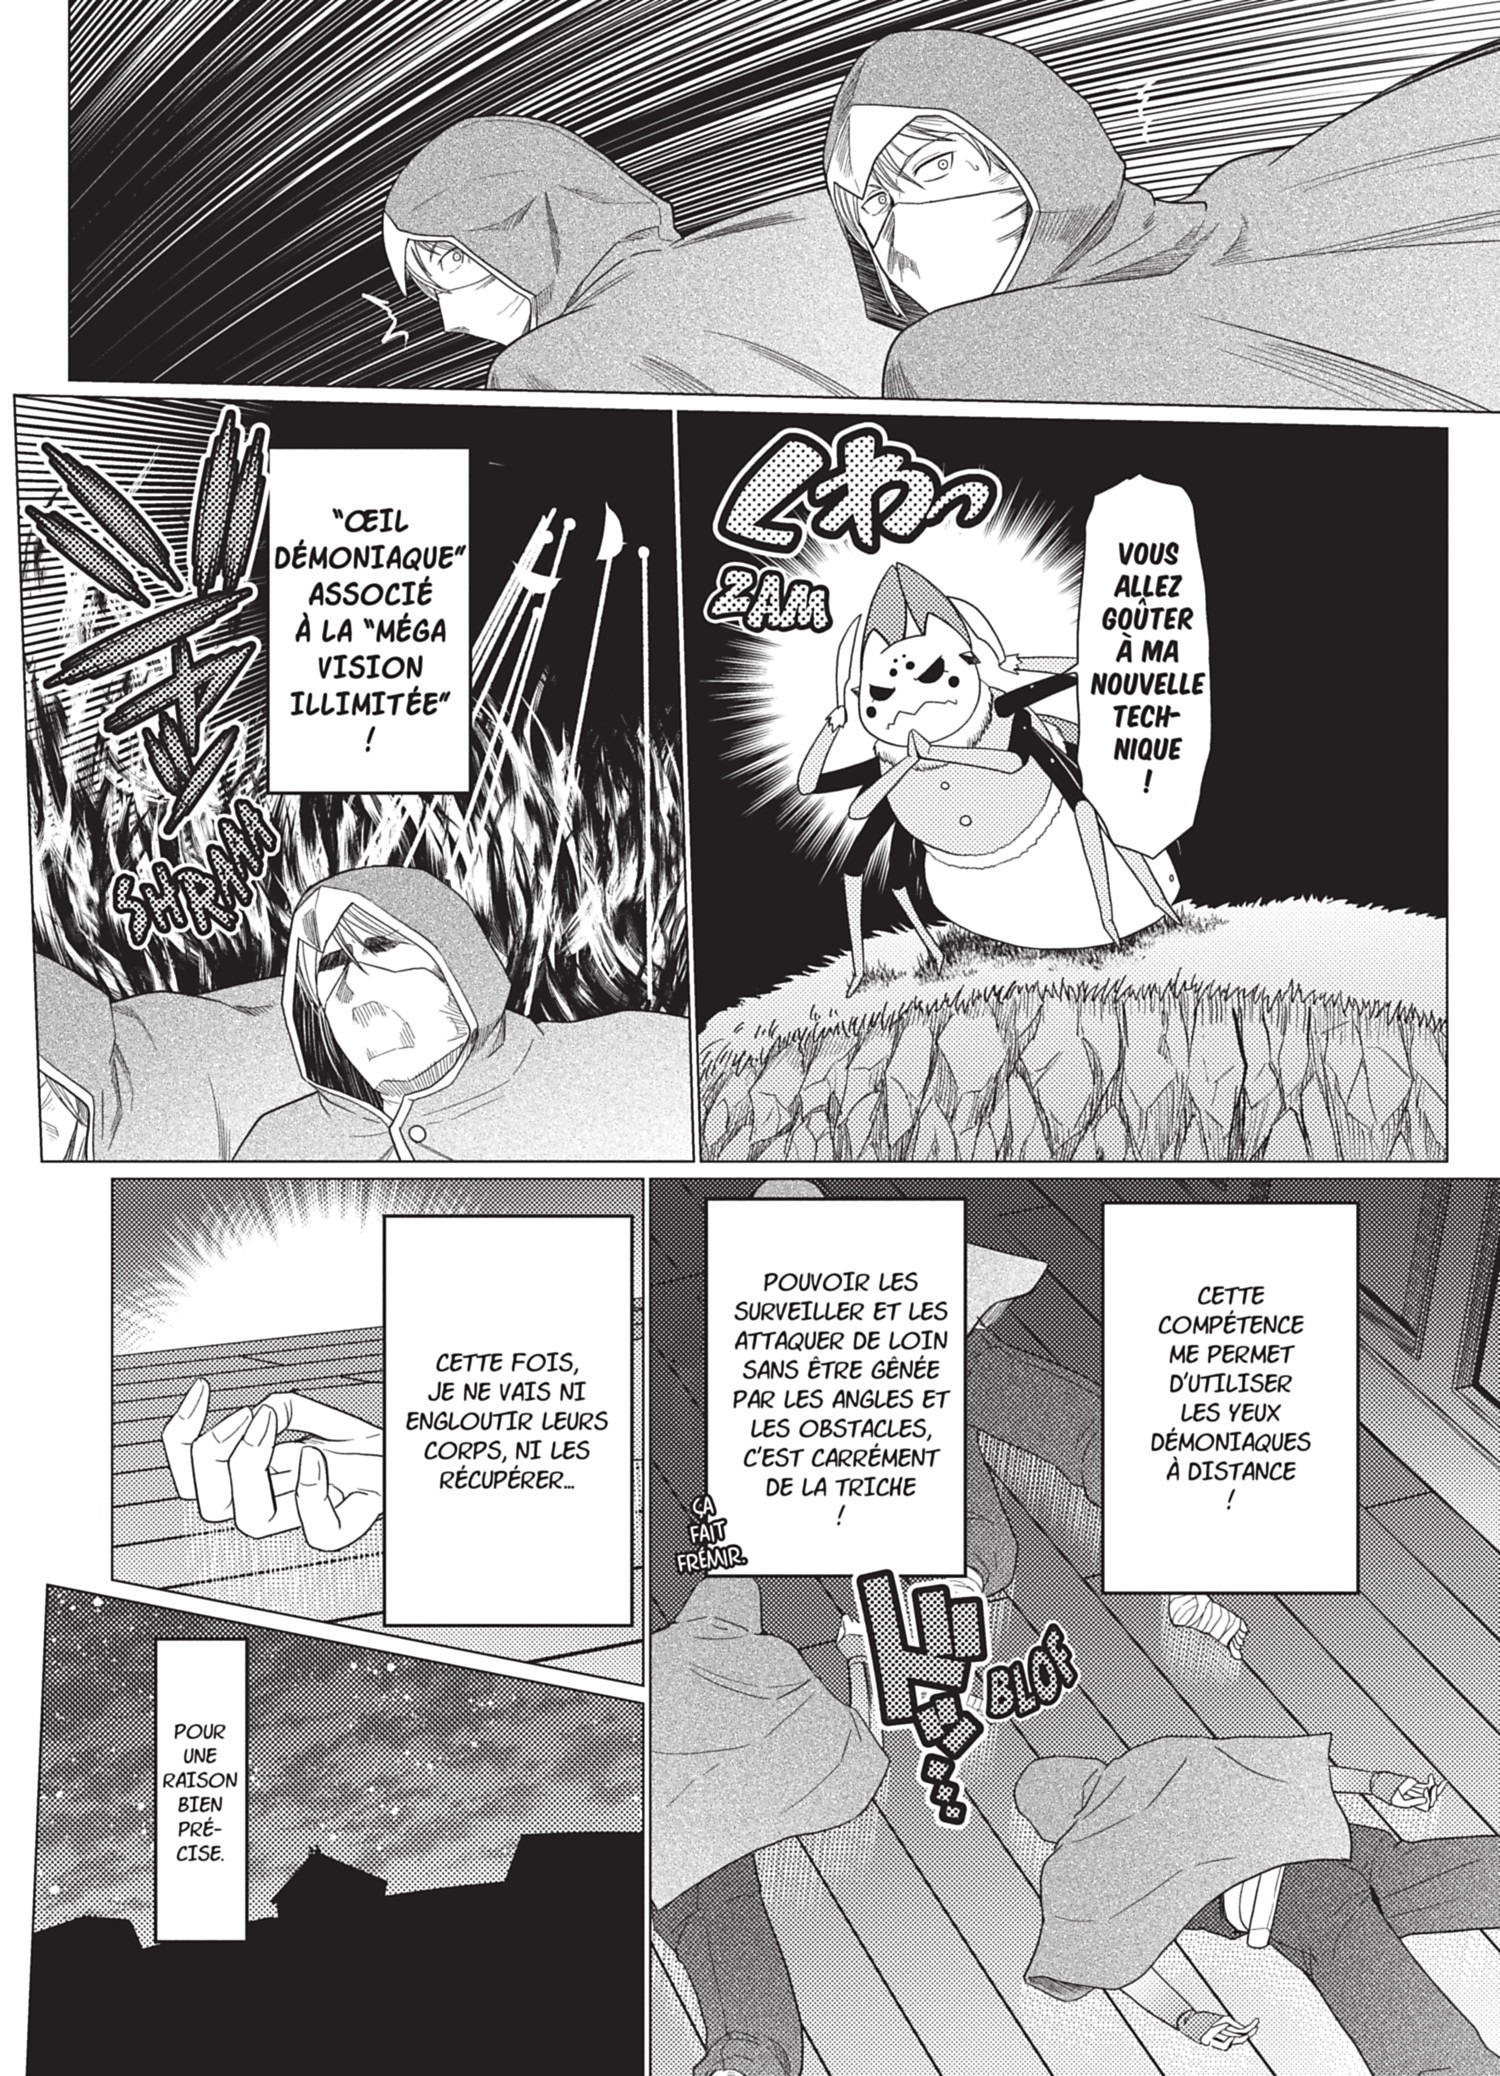 くわっ
ZAM
VOUS
ALLEZ
GOÛTER
À MA
NOUVELLE
TECH-
NIQUE
!
"ŒIL
DÉMONIAQUE"
ASSOCIÉ
À LA "MÉGA
VISION
ILLIMITÉE"
!
SHRAAA
CETTE
COMPÉTENCE
ME PERMET
D'UTILISER
LES YEUX
DÉMONIAQUES
À DISTANCE
!
POUVOIR LES
SURVEILLER ET LES
ATTAQUER DE LOIN
SANS ÊTRE GÊNÉE
PAR LES ANGLES ET
LES OBSTACLES,
C'EST CARRÉMENT
DE LA TRICHE
!
ÇA
FAIT
FRÉMIR.
BLOF
CETTE FOIS,
JE NE VAIS NI
ENGLOUTIR LEURS
CORPS, NI LES
RÉCUPÉRER...
POUR
UNE
RAISON
BIEN
PRÉ-
CISE.